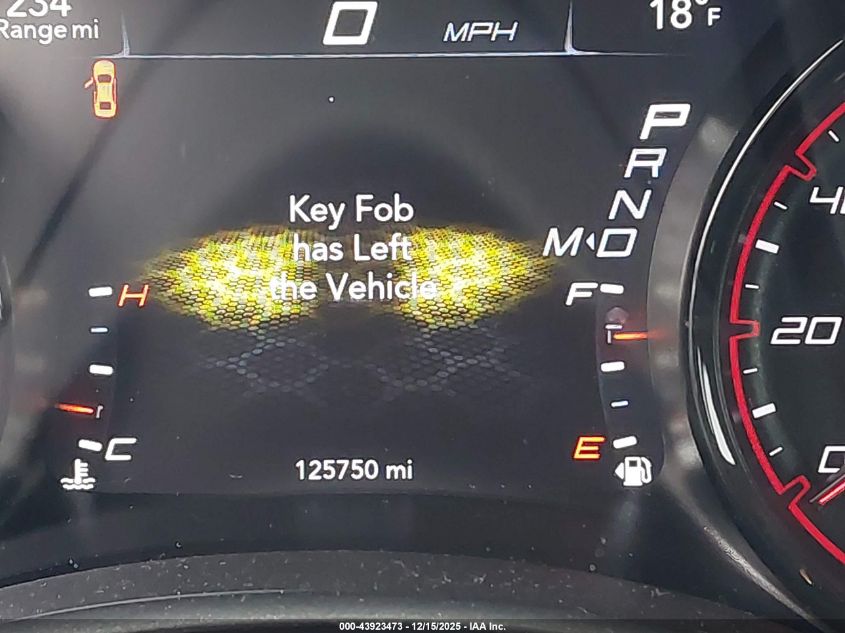 234
Range mi
0 MPH
18°F
P
R
N
M D
Key Fob
has Left
the Vehicle
H
F
C
E
125750 mi
20
000-43923473 - 12/15/2025 - IAA Inc.